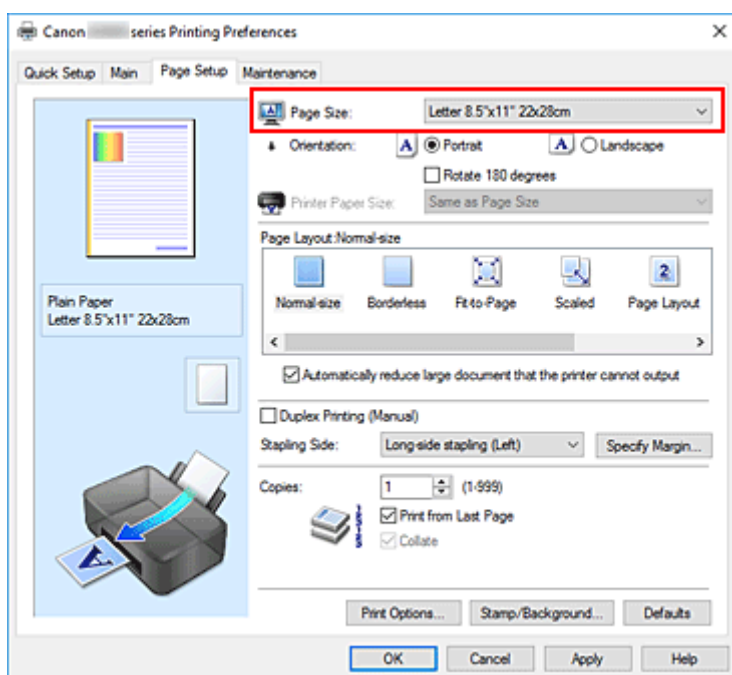 Canon series Printing Preferences
Quick Setup Main Page Setup Maintenance
Page Size: Letter 8.5"x11" 22x28cm
Orientation: A Portrait A Landscape
Rotate 180 degrees
Printer Paper Size: Same as Page Size
Page Layout:Normal-size
2
Normal-size Borderless Fit-to-Page Scaled Page Layout
Plain Paper
Letter 8.5"x11" 22x28cm
Automatically reduce large document that the printer cannot output
Duplex Printing (Manual)
Stapling Side: Long-side stapling (Left) Specify Margin...
Copies: 1 (1-999)
Print from Last Page
Collate
A
Print Options... Stamp/Background... Defaults
OK Cancel Apply Help